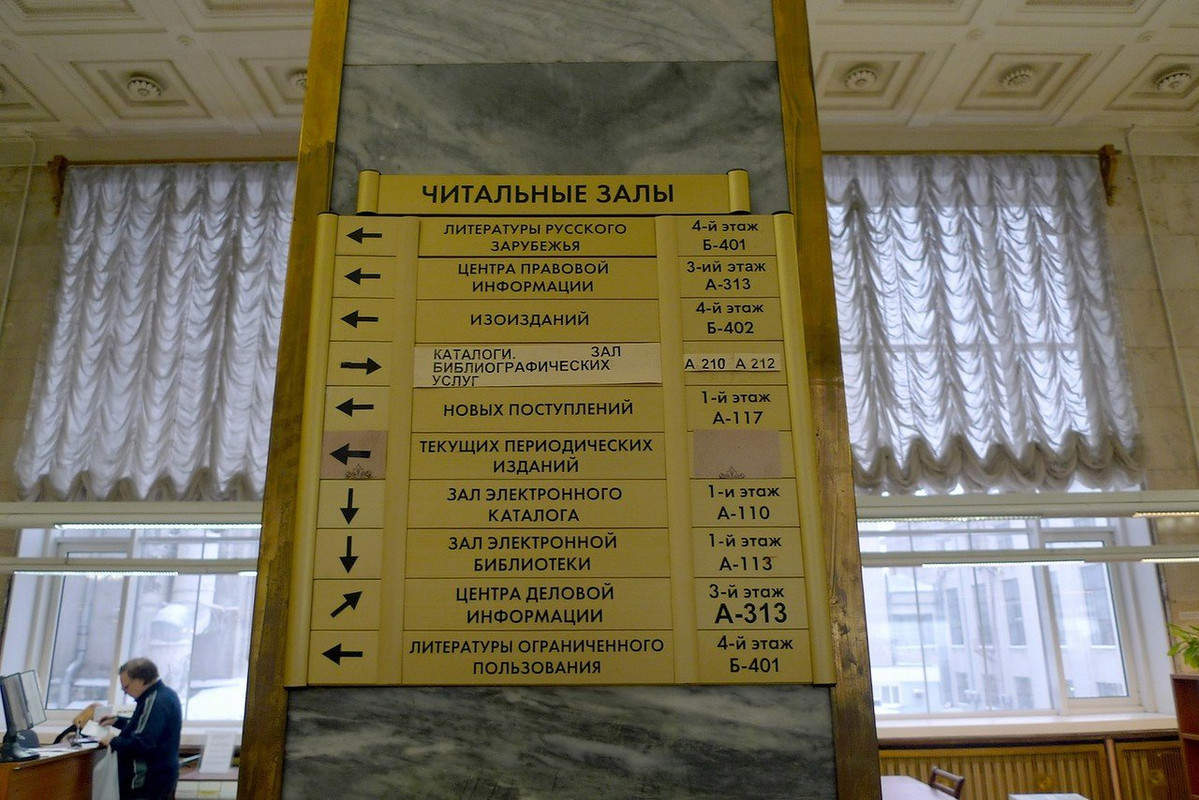 ЧИТАЛЬНЫЕ ЗАЛЫ
ЛИТЕРАТУРЫ РУССКОГО
ЗАРУБЕЖЬЯ
4-й этаж
Б-401
ЦЕНТРА ПРАВОВОЙ
ИНФОРМАЦИИ
3-ий этаж
А-313
ИЗОИЗДАНИЙ
4-й этаж
Б-402
КАТАЛОГИ. ЗАЛ
БИБЛИОГРАФИЧЕСКИХ
УСЛУГ
А 210 А 212
НОВЫХ ПОСТУПЛЕНИЙ
1-й этаж
А-117
ТЕКУЩИХ ПЕРИОДИЧЕСКИХ
ИЗДАНИЙ
ЗАЛ ЭЛЕКТРОННОГО
КАТАЛОГА
1-и этаж
А-110
ЗАЛ ЭЛЕКТРОННОЙ
БИБЛИОТЕКИ
1-й этаж
А-113
ЦЕНТРА ДЕЛОВОЙ
ИНФОРМАЦИИ
3-й этаж
А-313
ЛИТЕРАТУРЫ ОГРАНИЧЕННОГО
ПОЛЬЗОВАНИЯ
4-й этаж
Б-401